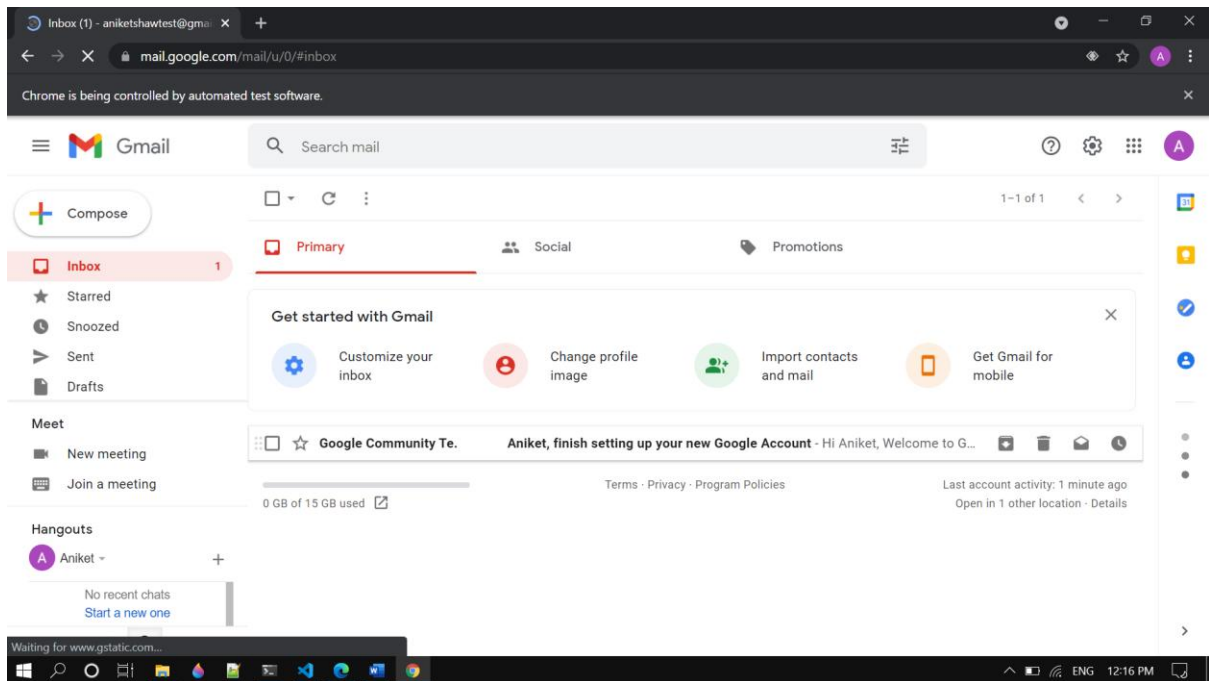 Inbox (1) - aniketshawtest@gmai
mail.google.com/mail/u/0/#inbox
A
Chrome is being controlled by automated test software.
Gmail
Search mail
A
Compose
1–1 of 1
31
Primary
Social
Promotions
Inbox 1
Starred
Snoozed
Sent
Drafts
Get started with Gmail
Customize your
inbox
Change profile
image
Import contacts
and mail
Get Gmail for
mobile
Meet
New meeting
Join a meeting
Google Community Te. Aniket, finish setting up your new Google Account - Hi Aniket, Welcome to G...
0 GB of 15 GB used
Terms · Privacy · Program Policies
Last account activity: 1 minute ago
Open in 1 other location · Details
Hangouts
A Aniket
No recent chats
Start a new one
Waiting for www.gstatic.com...
ENG 12:16 PM